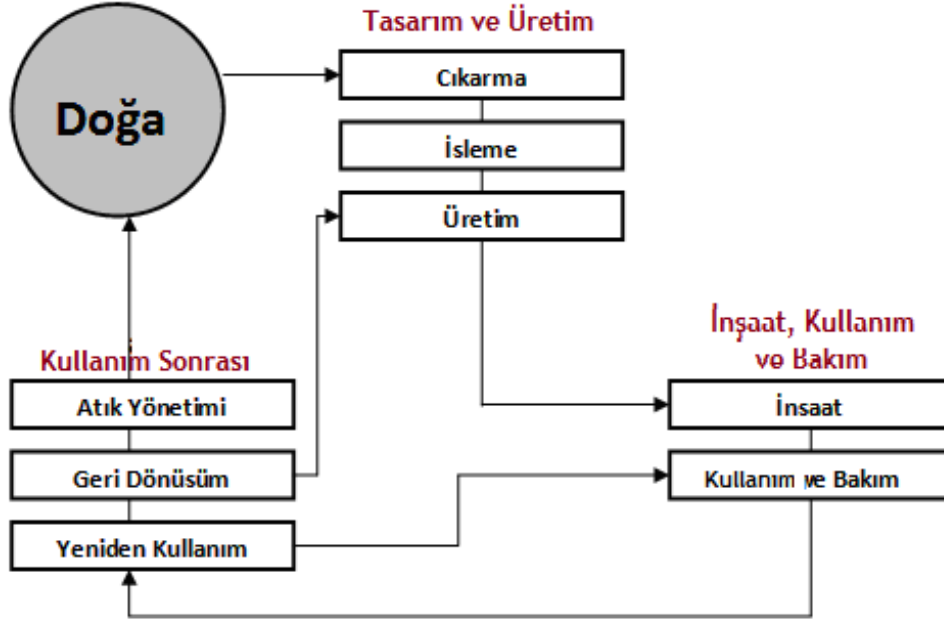 Tasarım ve Üretim
Cıkarma
Doğa
İsleme
Üretim
İnşaat, Kullanım
ve Bakım
Kullanım Sonrası
Atık Yönetimi
İnsaat
Geri Dönüsüm
Kullanım ve Bakım
Yeniden Kullanım